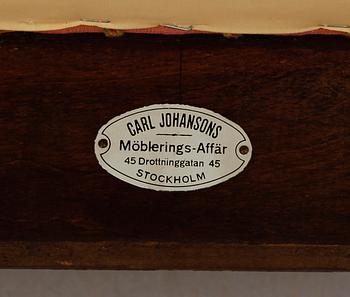 CARL JOHANSONS
Möblerings-Affär
45 Drottninggatan 45
STOCKHOLM